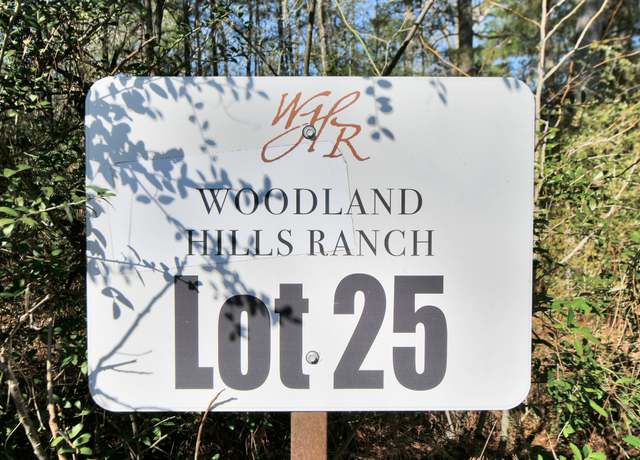 WHR
WOODLAND
HILLS RANCH
Lot 25